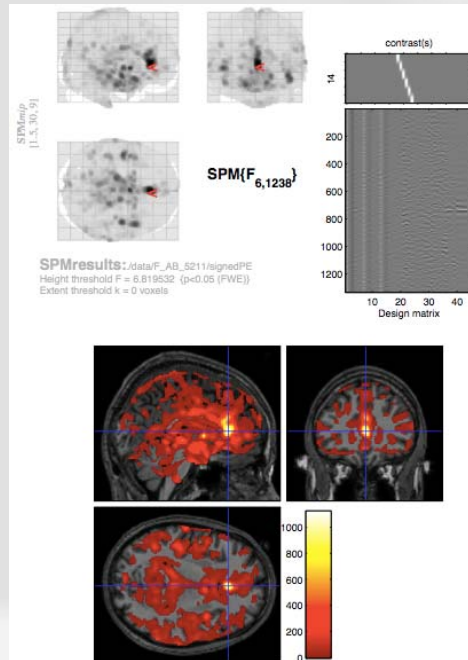 contrast(s)
14
SPMmip
[1.5, 30, 9]
<
<
<
SPM{F6,1238}
200
400
600
800
1000
1200
10 20 30 40
Design matrix
SPMresults: ./data/F_AB_5211/signedPE
Height threshold F = 6.819532 {p<0.05 (FWE)}
Extent threshold k = 0 voxels
1000
800
600
400
200
0